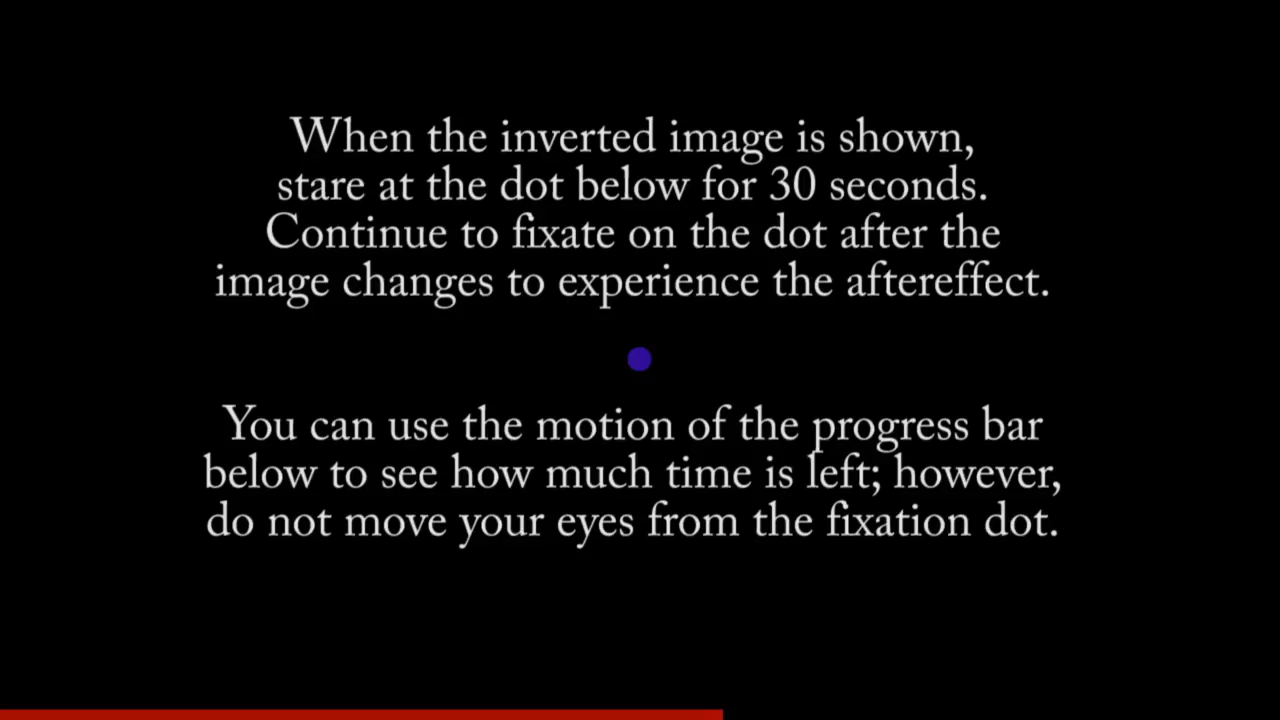 When the inverted image is shown,
stare at the dot below for 30 seconds.
Continue to fixate on the dot after the
image changes to experience the aftereffect.
You can use the motion of the progress bar
below to see how much time is left; however,
do not move your eyes from the fixation dot.